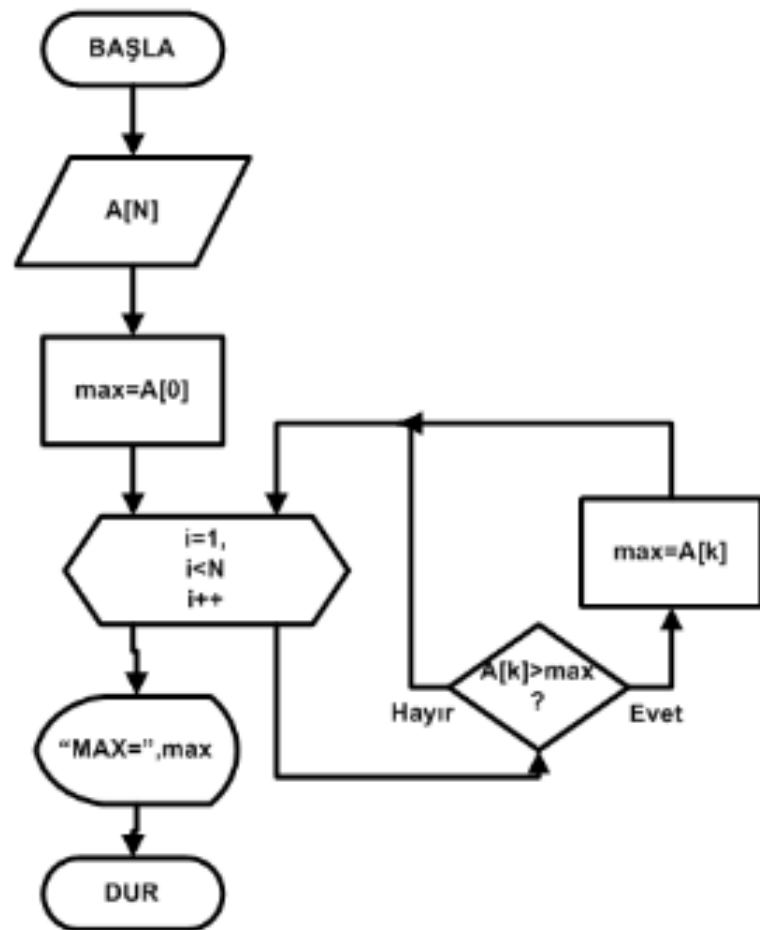 BAŞLA
A[N]
max=A[0]
i=1,
i<N
i++
max=A[k]
A[k]>max
?
Hayır
Evet
“MAX=”,max
DUR